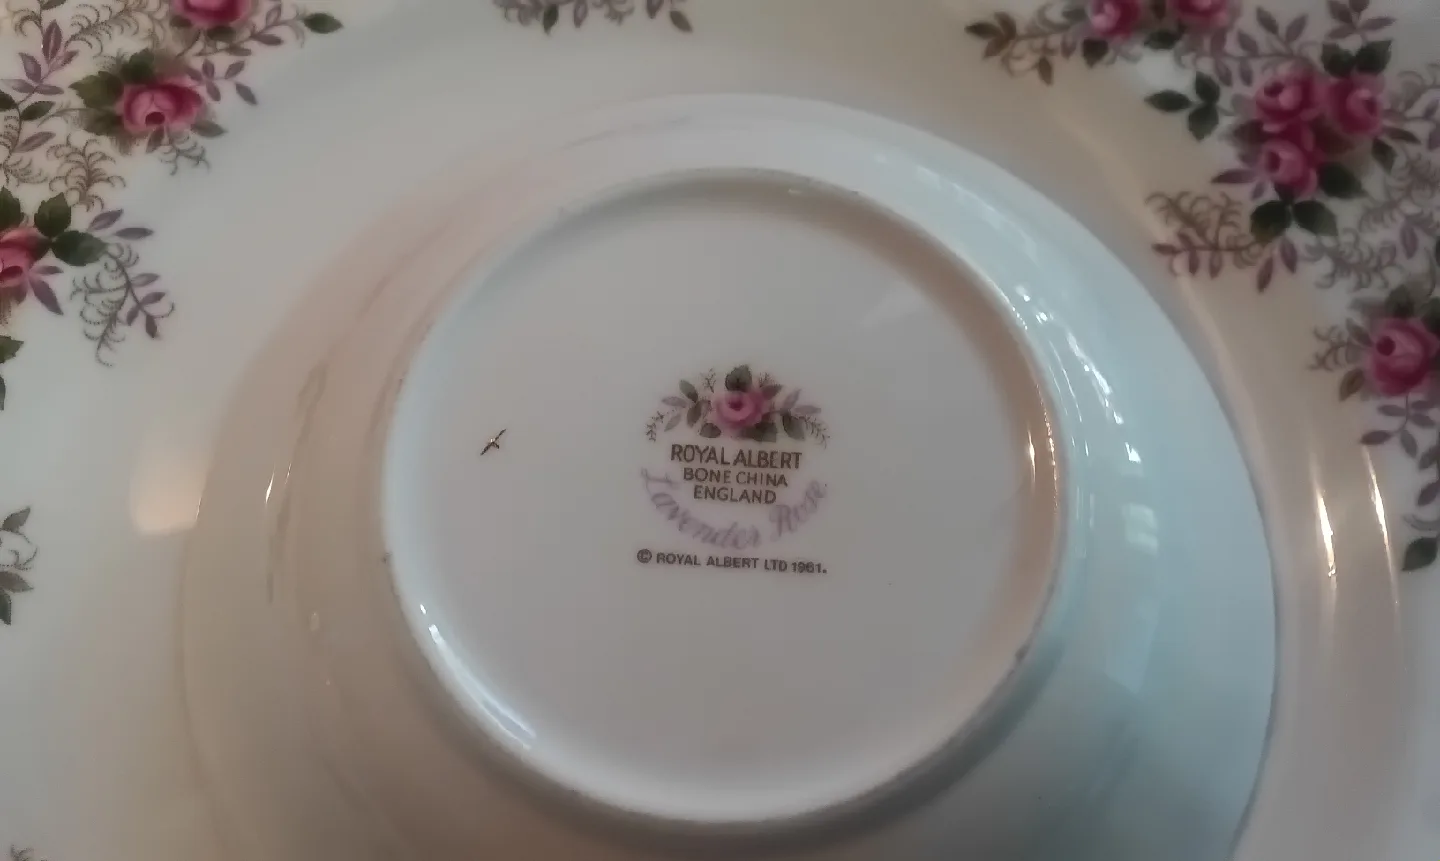 ROYAL ALBERT
BONE CHINA
ENGLAND
Lavender Rose
© ROYAL ALBERT LTD 1961.